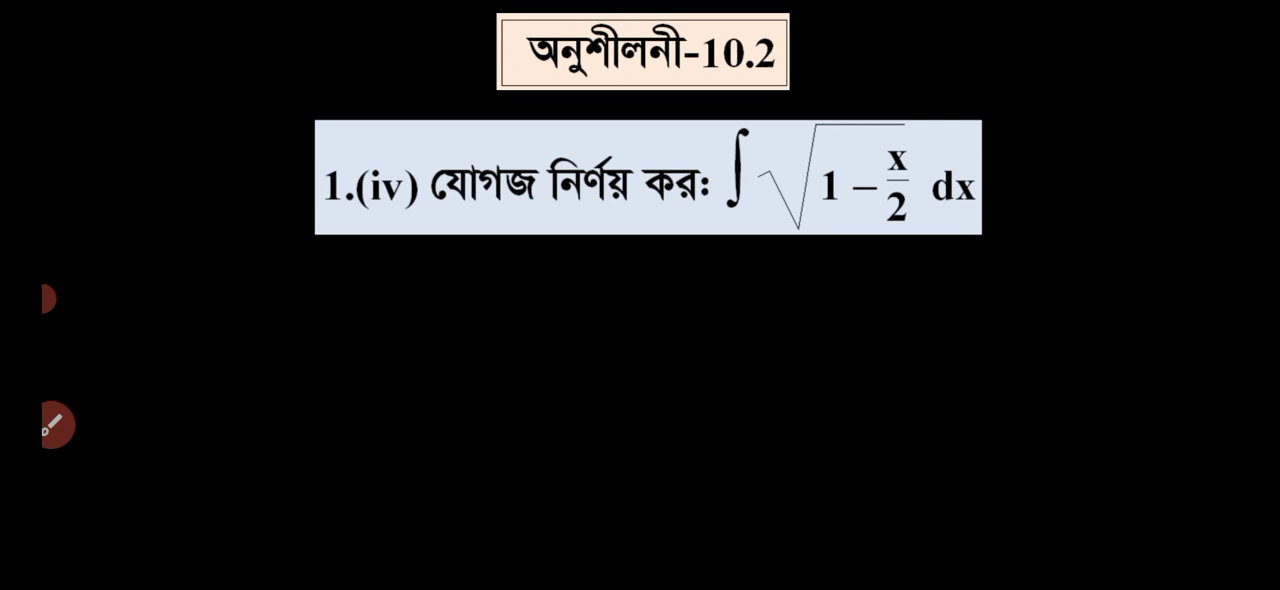 অনুশীলনী-10.2
1.(iv) যোগজ নির্ণয় কর: ∫ √(1 − x/2) dx